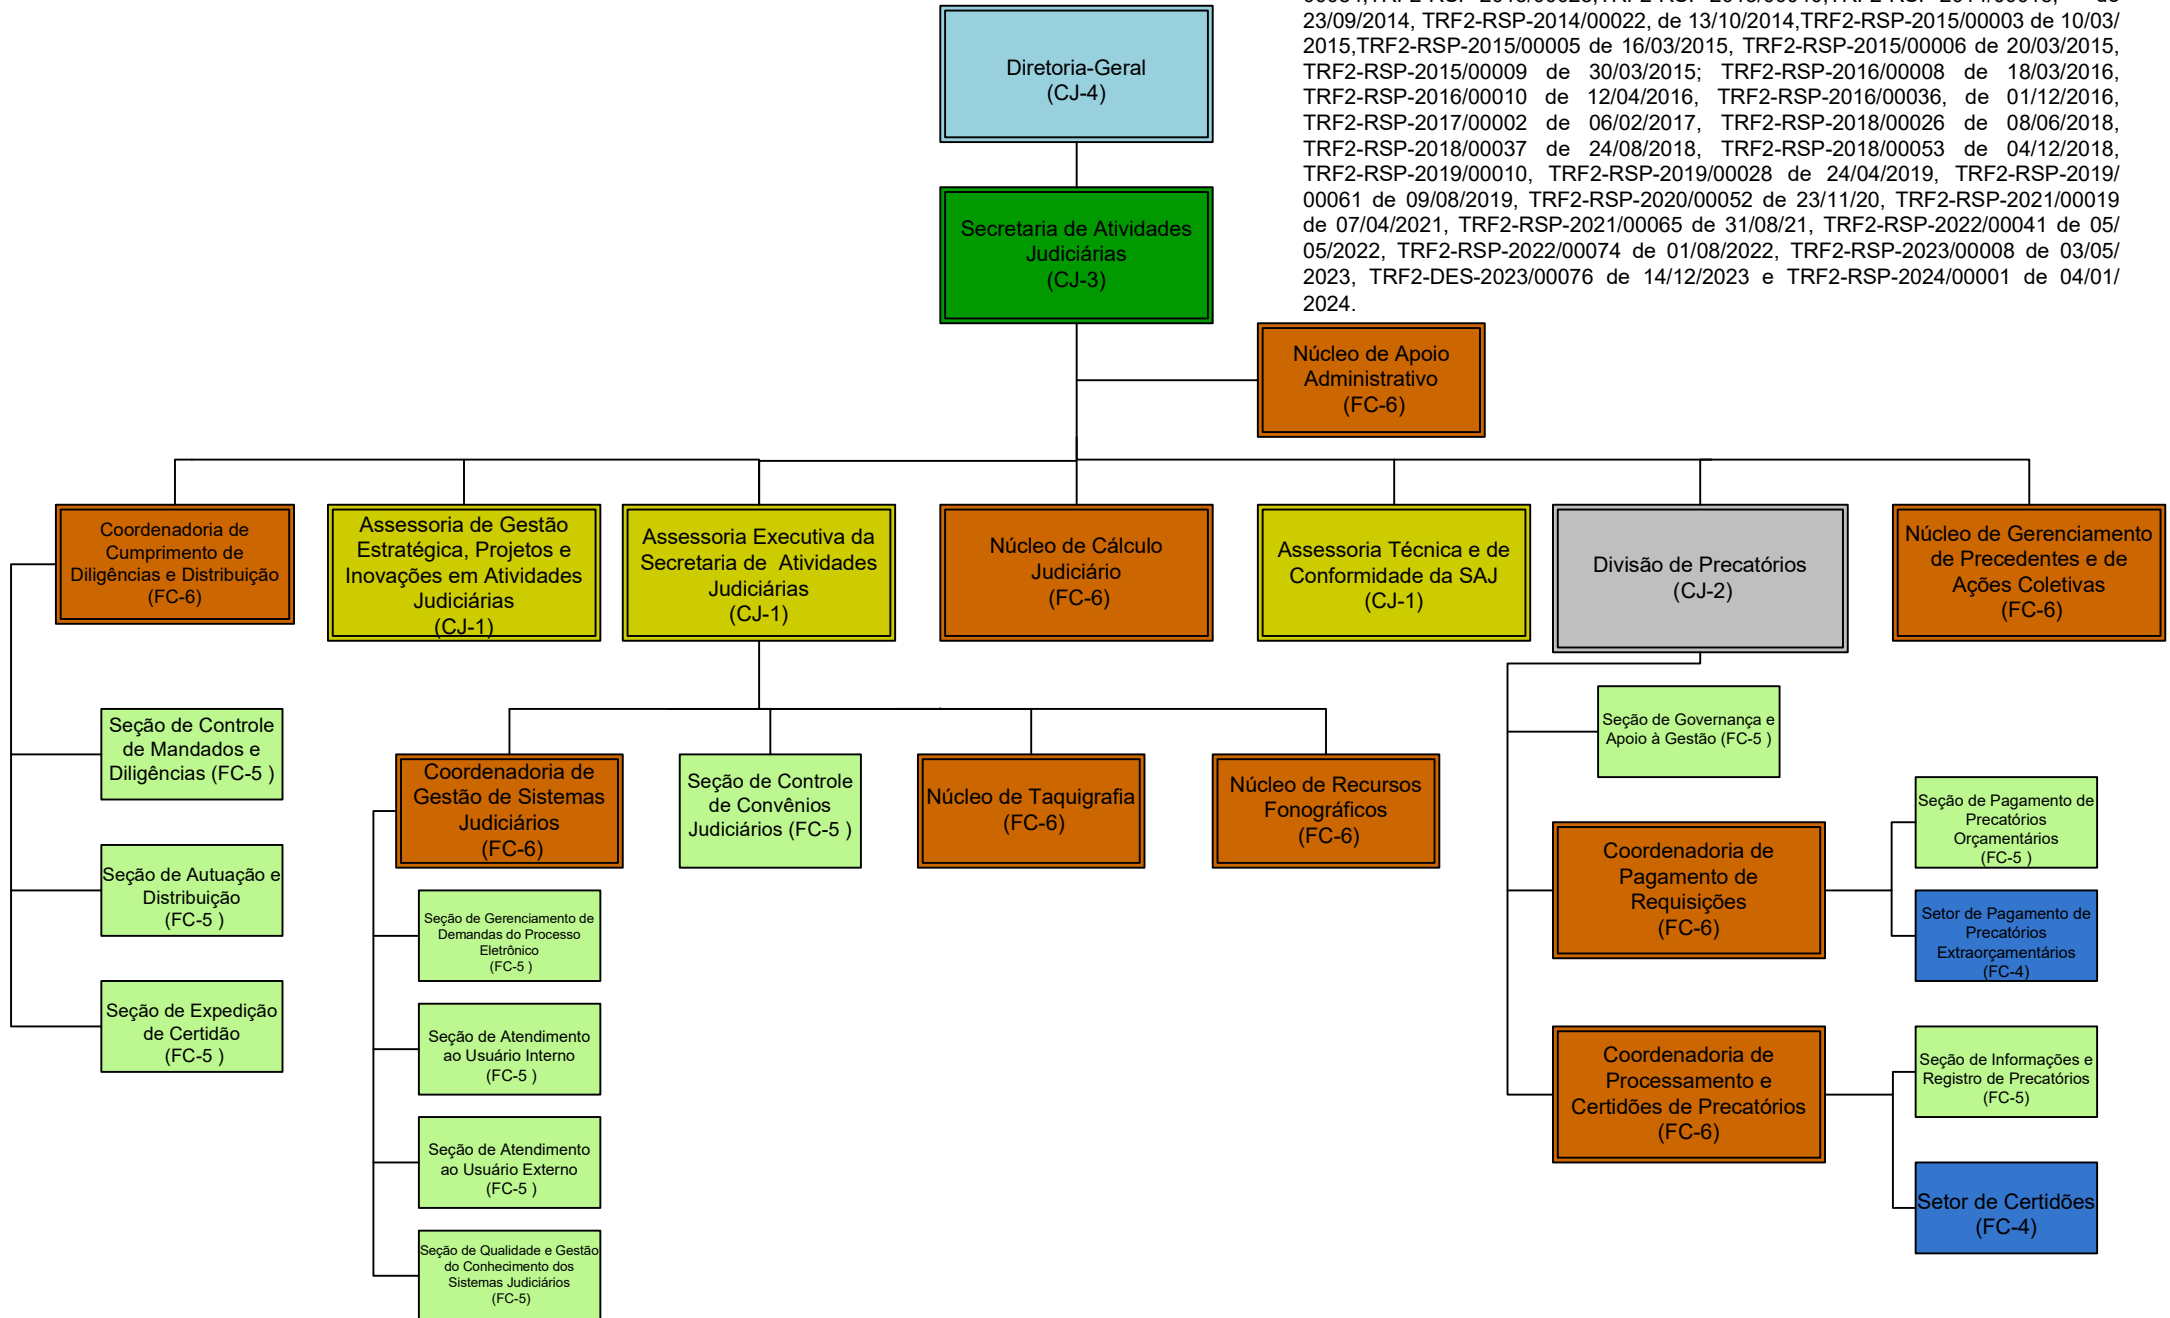 23/09/2014, TRF2-RSP-2014/00022, de 13/10/2014,TRF2-RSP-2015/00003 de 10/03/
2015,TRF2-RSP-2015/00005 de 16/03/2015, TRF2-RSP-2015/00006 de 20/03/2015,
TRF2-RSP-2015/00009 de 30/03/2015; TRF2-RSP-2016/00008 de 18/03/2016,
TRF2-RSP-2016/00010 de 12/04/2016, TRF2-RSP-2016/00036, de 01/12/2016,
TRF2-RSP-2017/00002 de 06/02/2017, TRF2-RSP-2018/00026 de 08/06/2018,
TRF2-RSP-2018/00037 de 24/08/2018, TRF2-RSP-2018/00053 de 04/12/2018,
TRF2-RSP-2019/00010, TRF2-RSP-2019/00028 de 24/04/2019, TRF2-RSP-2019/
00061 de 09/08/2019, TRF2-RSP-2020/00052 de 23/11/20, TRF2-RSP-2021/00019
de 07/04/2021, TRF2-RSP-2021/00065 de 31/08/21, TRF2-RSP-2022/00041 de 05/
05/2022, TRF2-RSP-2022/00074 de 01/08/2022, TRF2-RSP-2023/00008 de 03/05/
2023, TRF2-DES-2023/00076 de 14/12/2023 e TRF2-RSP-2024/00001 de 04/01/
2024.
Diretoria-Geral
(CJ-4)
Secretaria de Atividades
Judiciárias
(CJ-3)
Núcleo de Apoio
Administrativo
(FC-6)
Coordenadoria de
Cumprimento de
Diligências e Distribuição
(FC-6)
Assessoria de Gestão
Estratégica, Projetos e
Inovações em Atividades
Judiciárias
(CJ-1)
Assessoria Executiva da
Secretaria de Atividades
Judiciárias
(CJ-1)
Núcleo de Cálculo
Judiciário
(FC-6)
Assessoria Técnica e de
Conformidade da SAJ
(CJ-1)
Divisão de Precatórios
(CJ-2)
Núcleo de Gerenciamento
de Precedentes e de
Ações Coletivas
(FC-6)
Seção de Controle
de Mandados e
Diligências (FC-5 )
Seção de Autuação e
Distribuição
(FC-5 )
Seção de Expedição
de Certidão
(FC-5 )
Coordenadoria de
Gestão de Sistemas
Judiciários
(FC-6)
Seção de Controle
de Convênios
Judiciários (FC-5 )
Núcleo de Taquigrafia
(FC-6)
Núcleo de Recursos
Fonográficos
(FC-6)
Seção de Gerenciamento de
Demandas do Processo
Eletrônico
(FC-5 )
Seção de Atendimento
ao Usuário Interno
(FC-5 )
Seção de Atendimento
ao Usuário Externo
(FC-5 )
Seção de Qualidade e Gestão
do Conhecimento dos
Sistemas Judiciários
(FC-5)
Seção de Governança e
Apoio à Gestão (FC-5 )
Coordenadoria de
Pagamento de
Requisições
(FC-6)
Seção de Pagamento de
Precatórios
Orçamentários
(FC-5 )
Setor de Pagamento de
Precatórios
Extraorçamentários
(FC-4)
Coordenadoria de
Processamento e
Certidões de Precatórios
(FC-6)
Seção de Informações e
Registro de Precatórios
(FC-5)
Setor de Certidões
(FC-4)